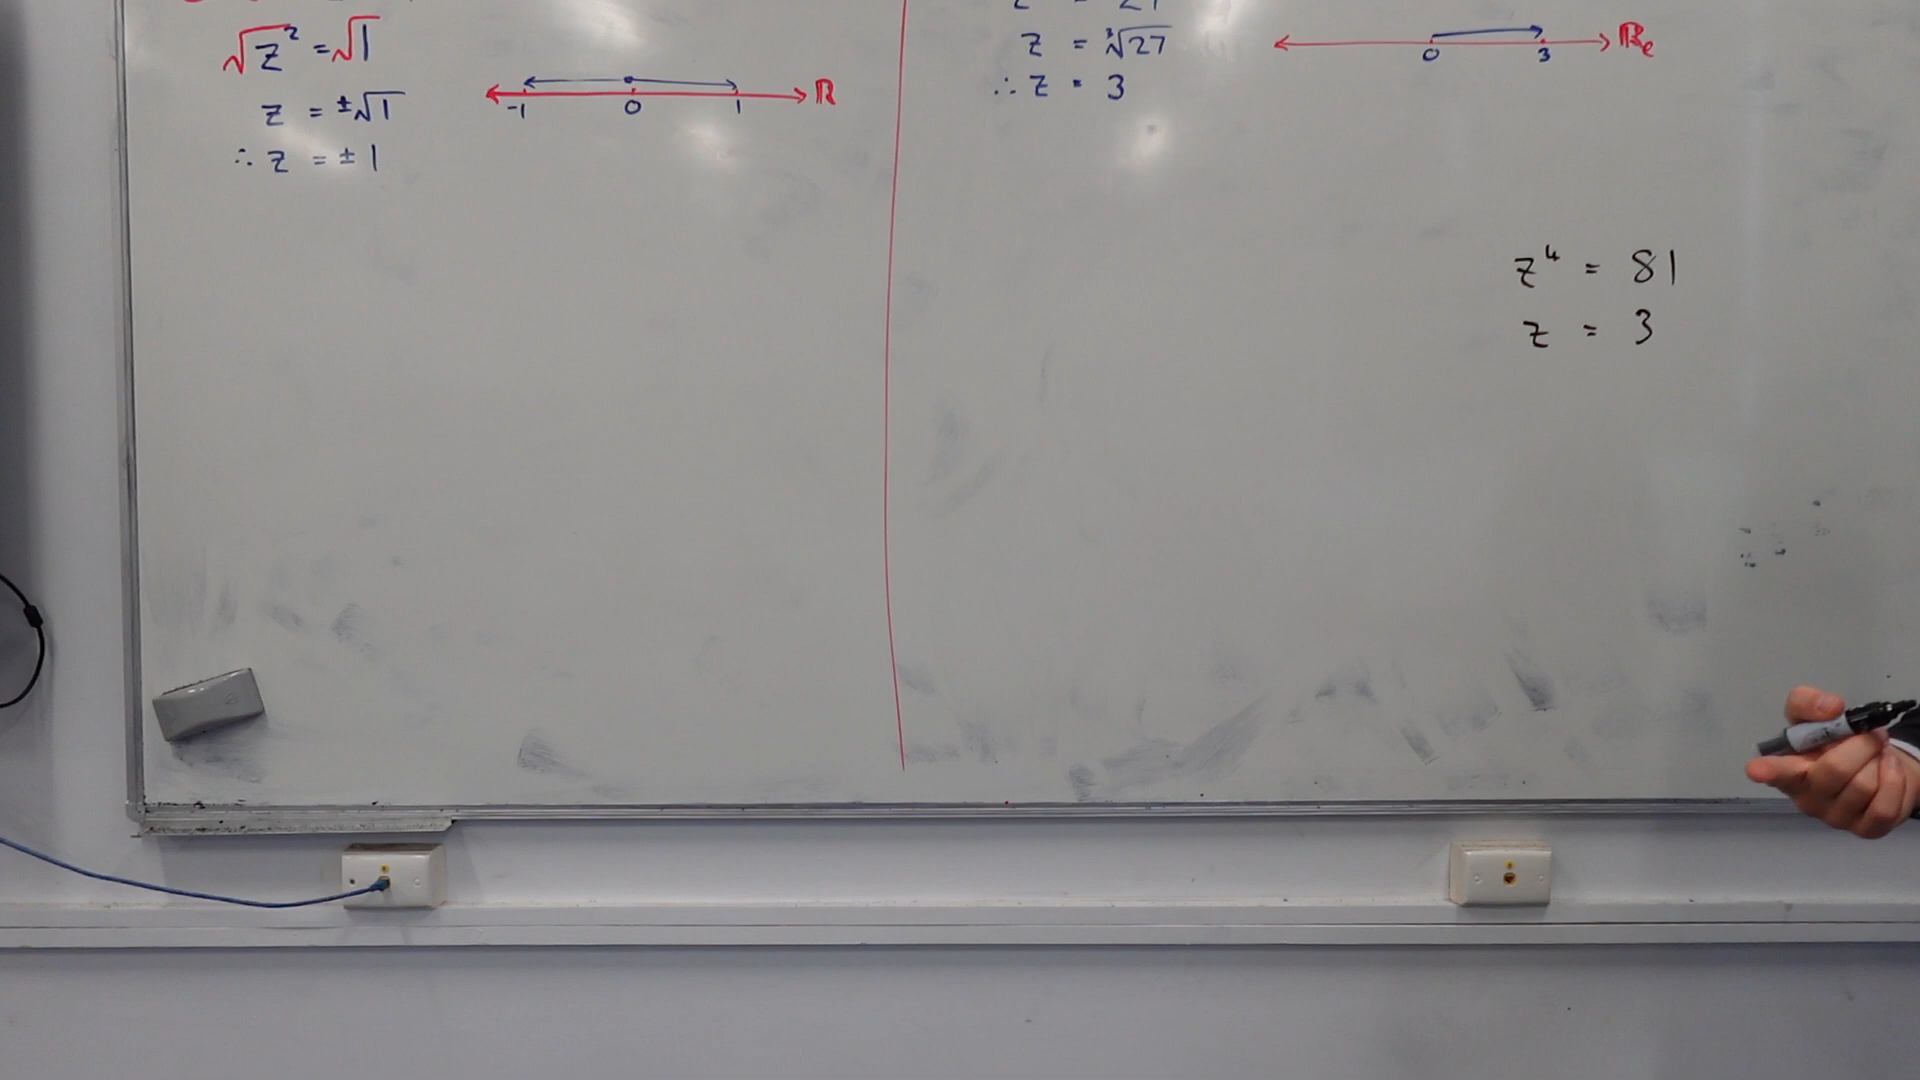 √z² = √1
z = ±√1
∴ z = ± 1
-1 0 1 ℝ
z = ∛27
∴ z = 3
0 3 ℝe
z⁴ = 81
z = 3